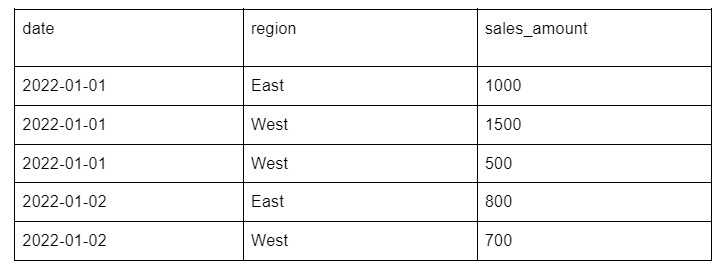 date region sales_amount
2022-01-01 East 1000
2022-01-01 West 1500
2022-01-01 West 500
2022-01-02 East 800
2022-01-02 West 700